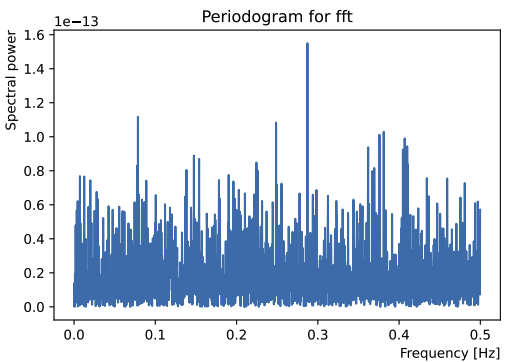 Periodogram for fft
1e−13
Spectral power
1.6
1.4
1.2
1.0
0.8
0.6
0.4
0.2
0.0
0.0 0.1 0.2 0.3 0.4 0.5
Frequency [Hz]